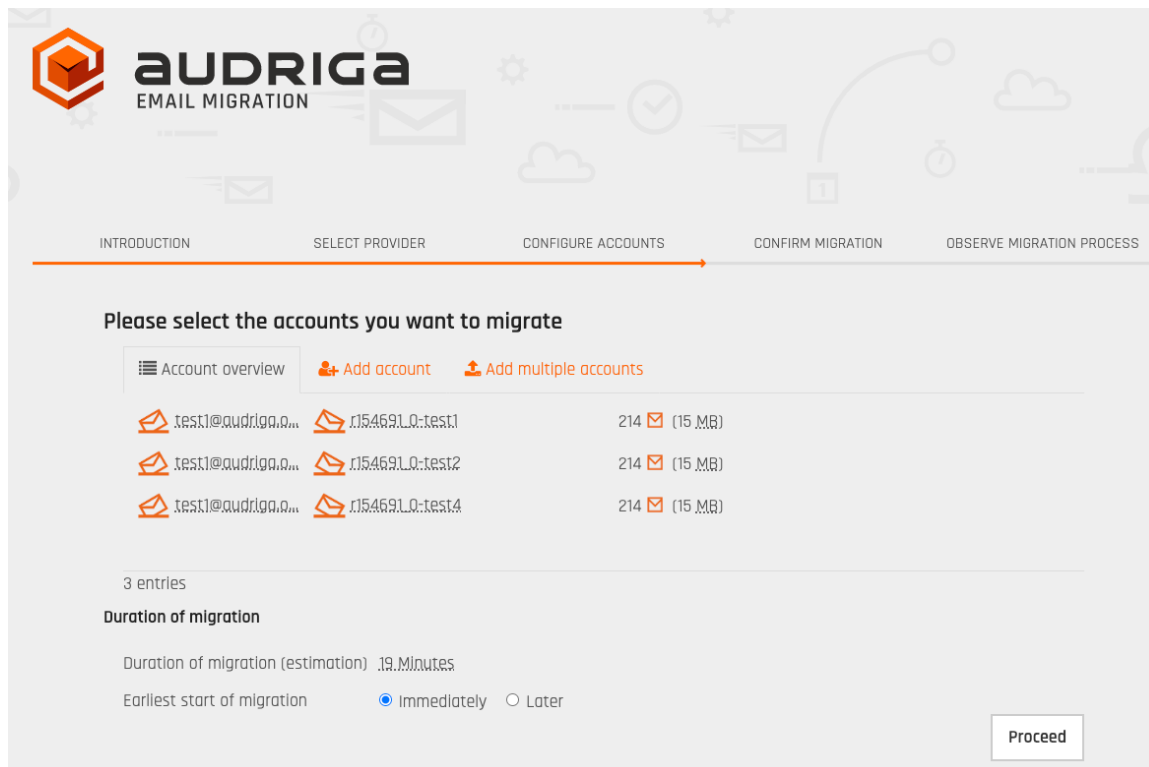 audriga
EMAIL MIGRATION
1
INTRODUCTION SELECT PROVIDER CONFIGURE ACCOUNTS CONFIRM MIGRATION OBSERVE MIGRATION PROCESS
Please select the accounts you want to migrate
Account overview Add account Add multiple accounts
test1@audriga.o... r154691_0-test1 214 (15 MB)
test1@audriga.o... r154691_0-test2 214 (15 MB)
test1@audriga.o... r154691_0-test4 214 (15 MB)
3 entries
Duration of migration
Duration of migration (estimation) 19 Minutes
Earliest start of migration Immediately Later
Proceed